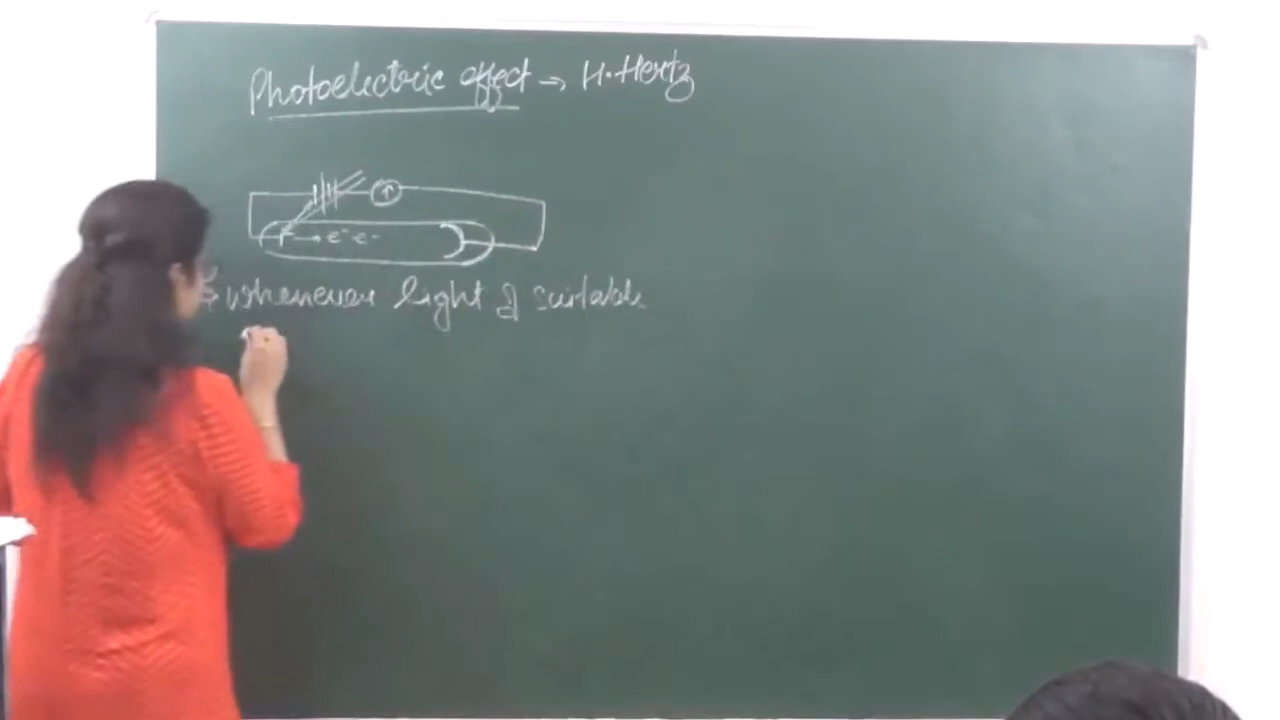 Photoelectric effect → H. Hertz
e⁻ e⁻
whenever light of suitable